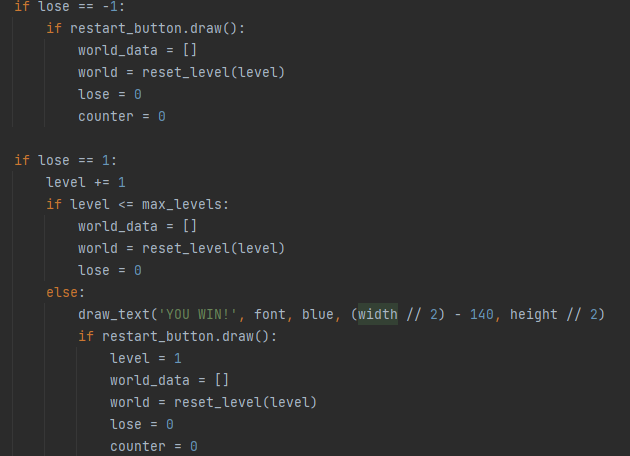 if lose == -1:
    if restart_button.draw():
        world_data = []
        world = reset_level(level)
        lose = 0
        counter = 0

if lose == 1:
    level += 1
    if level <= max_levels:
        world_data = []
        world = reset_level(level)
        lose = 0
    else:
        draw_text('YOU WIN!', font, blue, (width // 2) - 140, height // 2)
        if restart_button.draw():
            level = 1
            world_data = []
            world = reset_level(level)
            lose = 0
            counter = 0